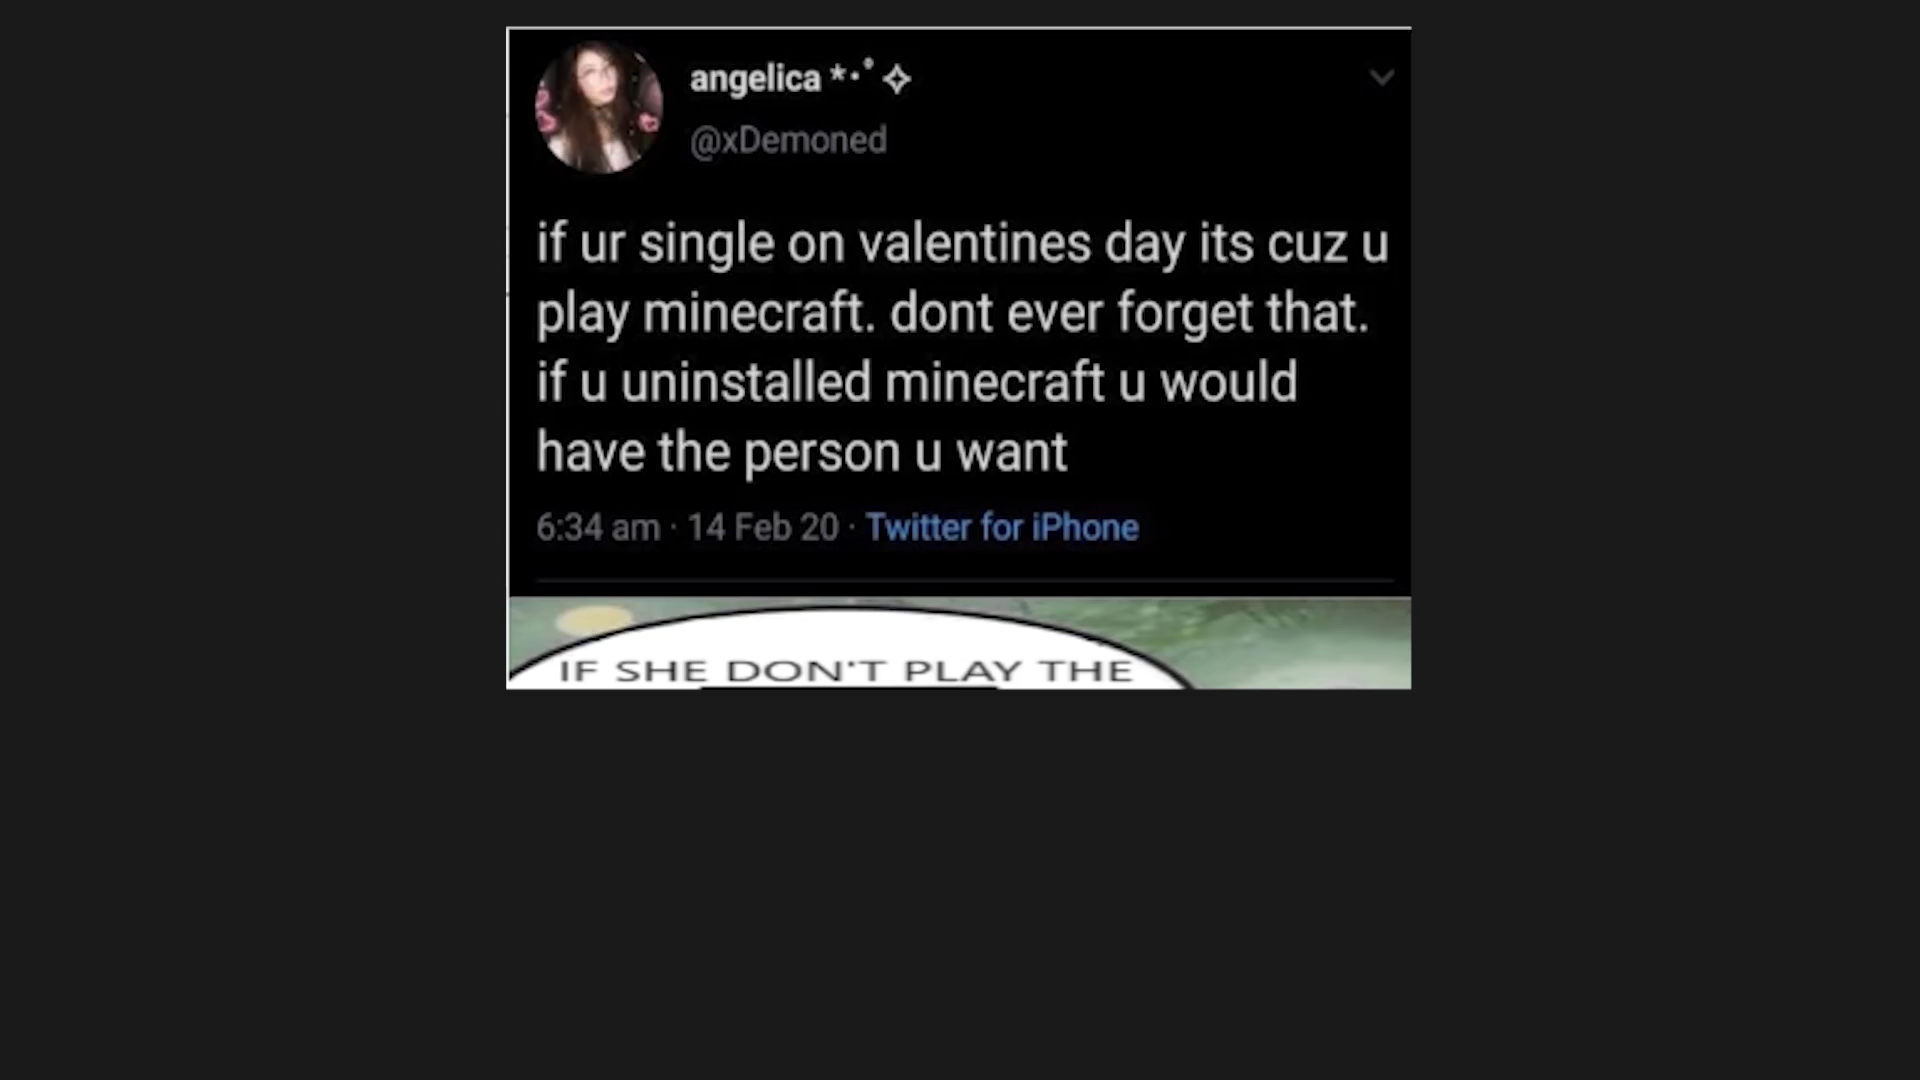 angelica *·˚ ✧
@xDemoned
if ur single on valentines day its cuz u
play minecraft. dont ever forget that.
if u uninstalled minecraft u would
have the person u want
6:34 am · 14 Feb 20 · Twitter for iPhone
IF SHE DON'T PLAY THE